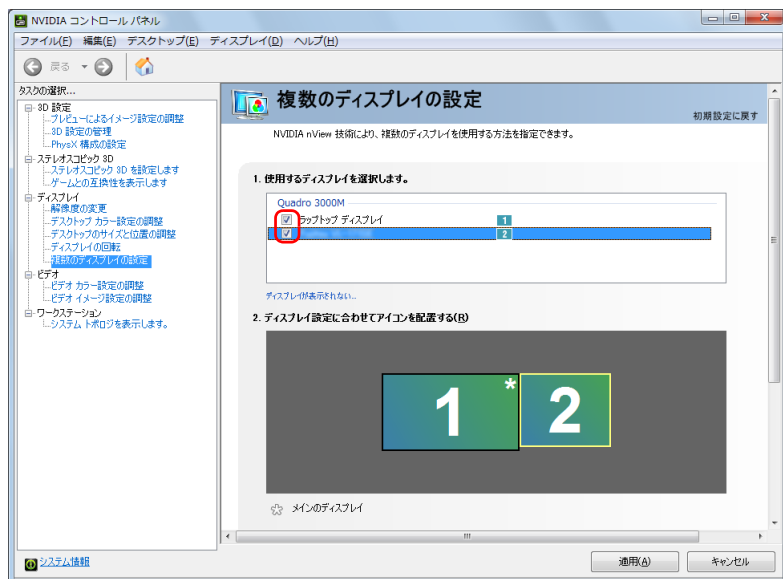 NVIDIA コントロール パネル
ファイル(F) 編集(E) デスクトップ(E) ディスプレイ(D) ヘルプ(H)
戻る
タスクの選択...
3D 設定
プレビューによるイメージ設定の調整
3D 設定の管理
PhysX 構成の設定
ステレオスコピック 3D
ステレオスコピック 3D を設定します
ゲームとの互換性を表示します
ディスプレイ
解像度の変更
デスクトップ カラー設定の調整
デスクトップのサイズと位置の調整
ディスプレイの回転
複数のディスプレイの設定
ビデオ
ビデオ カラー設定の調整
ビデオ イメージ設定の調整
ワークステーション
システム トポロジを表示します。
システム情報
複数のディスプレイの設定
初期設定に戻す
NVIDIA nView 技術により、複数のディスプレイを使用する方法を指定できます。
1. 使用するディスプレイを選択します。
Quadro 3000M
ラップトップ ディスプレイ 1
2
ディスプレイが表示されない...
2. ディスプレイ設定に合わせてアイコンを配置する(R)
1 * 2
メインのディスプレイ
適用(A) キャンセル